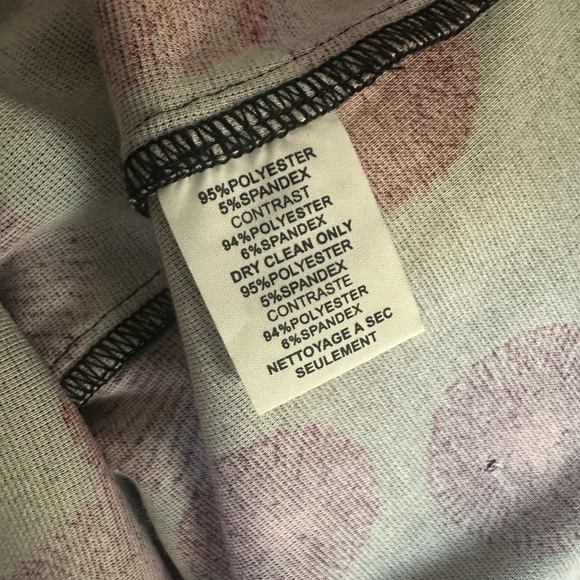 95%POLYESTER
5%SPANDEX
CONTRAST
94%POLYESTER
6%SPANDEX
DRY CLEAN ONLY
95%POLYESTER
5%SPANDEX
CONTRASTE
94%POLYESTER
6%SPANDEX
NETTOYAGE A SEC
SEULEMENT